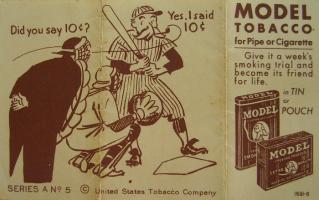 Did you say 10¢?
Yes, I said
10¢
SERIES A Nº 5
© United States Tobacco Company
MODEL
TOBACCO
for Pipe or Cigarette
Give it a week's
smoking trial and
become its friend
for life.
in TIN
or
POUCH
MODEL
MODEL